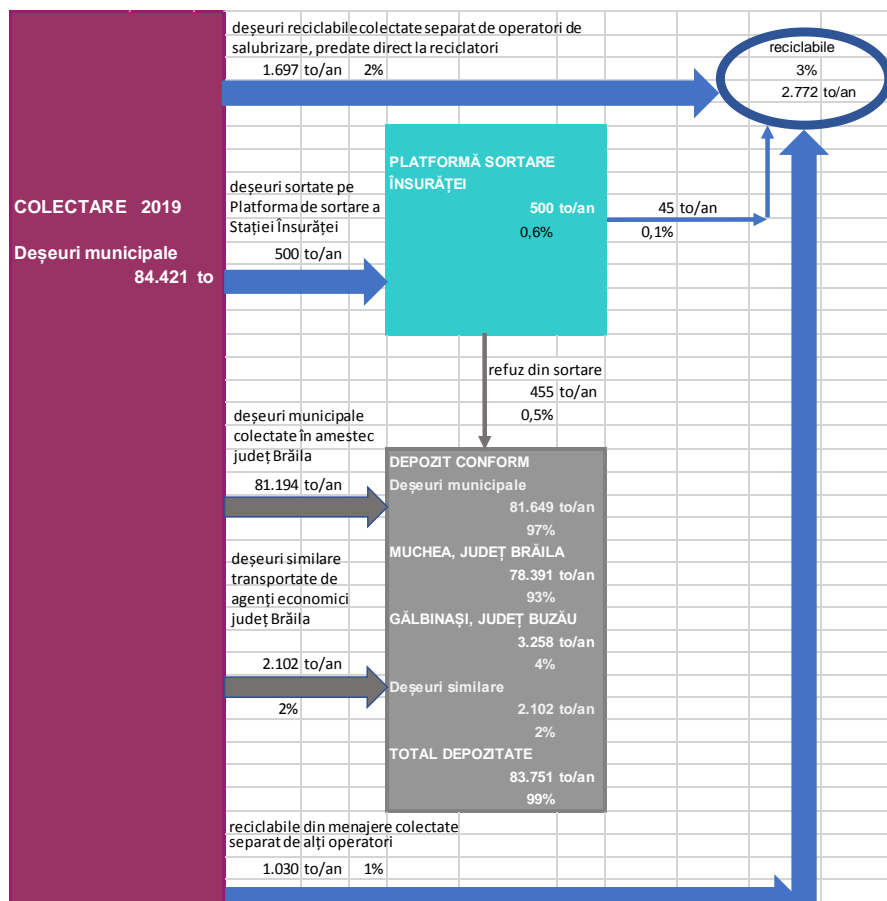 deșeuri reciclabile colectate separat de operatori de
salubrizare, predate direct la reciclatori
1.697 to/an 2%
reciclabile
3%
2.772 to/an
COLECTARE 2019
Deșeuri municipale
84.421 to
deșeuri sortate pe
Platforma de sortare a
Stației Însurăței
500 to/an
PLATFORMĂ SORTARE
ÎNSURĂȚEI
500 to/an
0,6%
45 to/an
0,1%
refuz din sortare
455 to/an
0,5%
deșeuri municipale
colectate în amestec
județ Brăila
81.194 to/an
DEPOZIT CONFORM
Deșeuri municipale
81.649 to/an
97%
MUCHEA, JUDEȚ BRĂILA
78.391 to/an
93%
GĂLBINAȘI, JUDEȚ BUZĂU
3.258 to/an
4%
Deșeuri similare
2.102 to/an
2%
TOTAL DEPOZITATE
83.751 to/an
99%
deșeuri similare
transportate de
agenți economici
județ Brăila
2.102 to/an
2%
reciclabile din menajere colectate
separat de alți operatori
1.030 to/an 1%